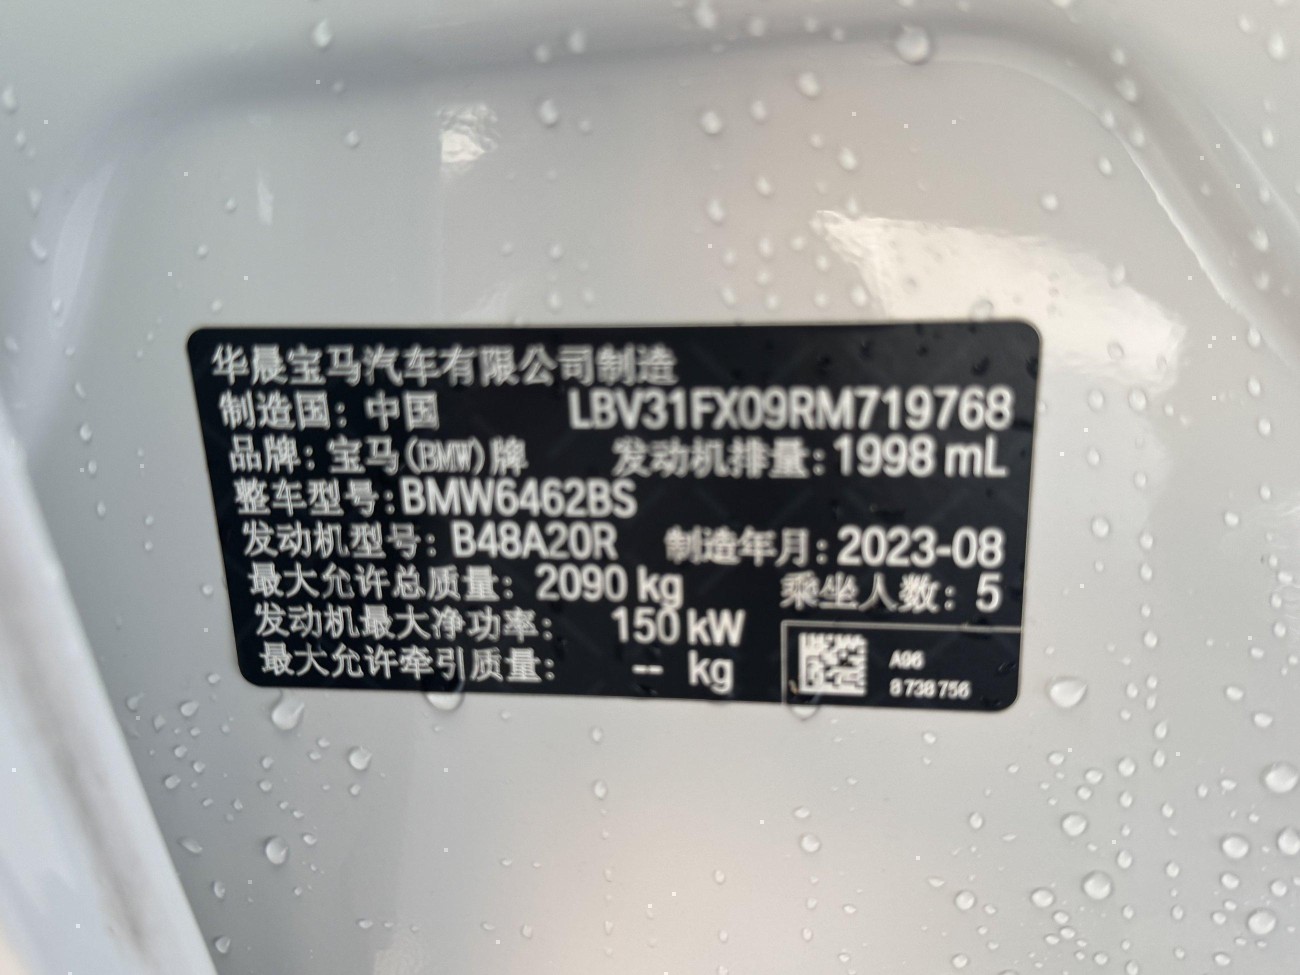 华晨宝马汽车有限公司制造
制造国：中国 LBV31FX09RM719768
品牌：宝马(BMW)牌 发动机排量：1998 mL
整车型号：BMW6462BS
发动机型号：B48A20R 制造年月：2023-08
最大允许总质量：2090 kg 乘坐人数：5
发动机最大净功率：150 kW
最大允许牵引质量：-- kg
A96
8 738 756